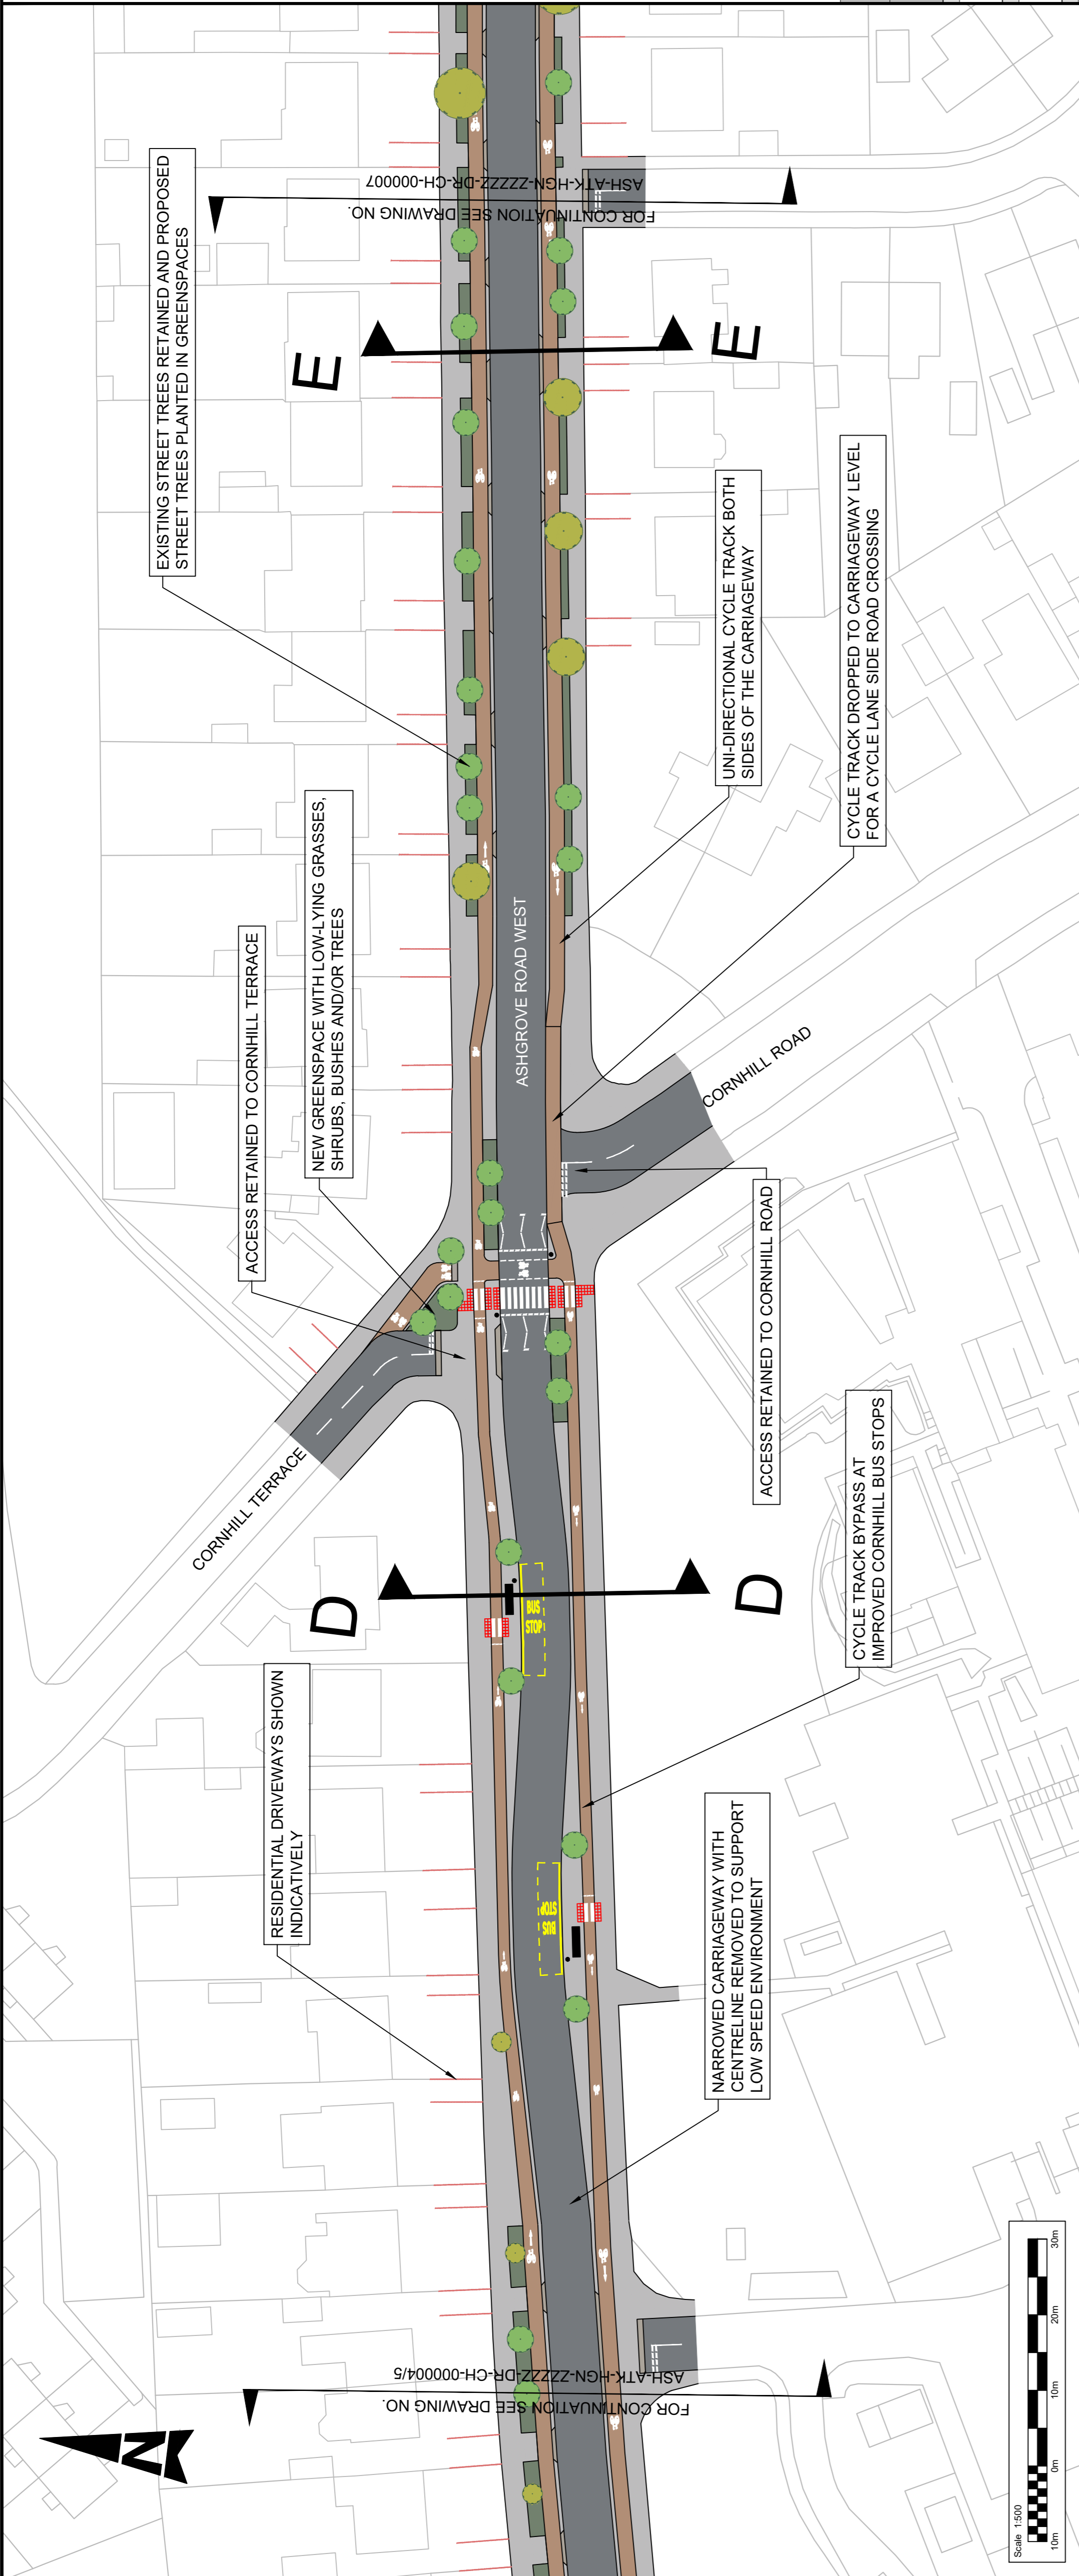 EXISTING STREET TREES RETAINED AND PROPOSED
STREET TREES PLANTED IN GREENSPACES
FOR CONTINUATION SEE DRAWING NO.
ASH-ATK-HGN-ZZZZZ-DR-CH-000007
E
E
UNI-DIRECTIONAL CYCLE TRACK BOTH
SIDES OF THE CARRIAGEWAY
CYCLE TRACK DROPPED TO CARRIAGEWAY LEVEL
FOR A CYCLE LANE SIDE ROAD CROSSING
NEW GREENSPACE WITH LOW-LYING GRASSES,
SHRUBS, BUSHES AND/OR TREES
ACCESS RETAINED TO CORNHILL TERRACE
ASHGROVE ROAD WEST
CORNHILL ROAD
ACCESS RETAINED TO CORNHILL ROAD
CORNHILL TERRACE
D
D
BUS
STOP
CYCLE TRACK BYPASS AT
IMPROVED CORNHILL BUS STOPS
RESIDENTIAL DRIVEWAYS SHOWN
INDICATIVELY
BUS
STOP
NARROWED CARRIAGEWAY WITH
CENTRELINE REMOVED TO SUPPORT
LOW SPEED ENVIRONMENT
FOR CONTINUATION SEE DRAWING NO.
ASH-ATK-HGN-ZZZZZ-DR-CH-000004/5
N
Scale 1:500
10m 0m 10m 20m 30m